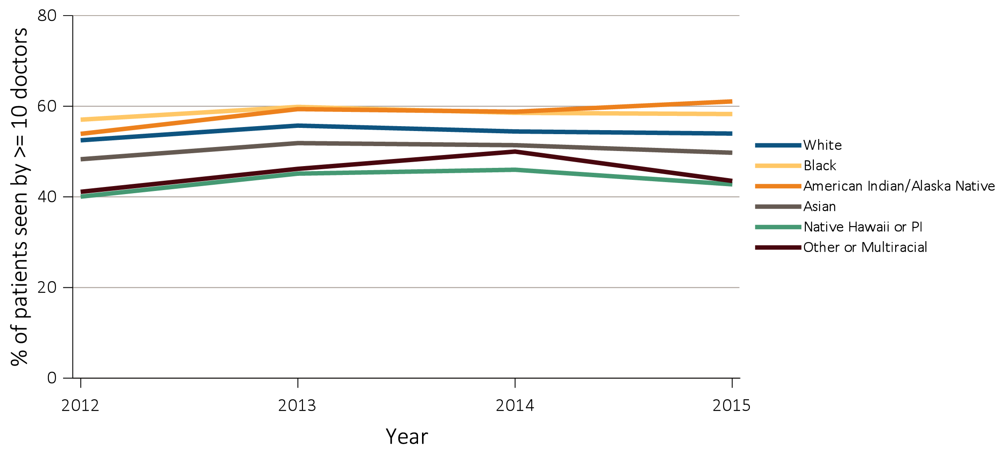 % of patients seen by >= 10 doctors
80
60
40
20
0
2012 2013 2014 2015
Year
White
Black
American Indian/Alaska Native
Asian
Native Hawaii or PI
Other or Multiracial